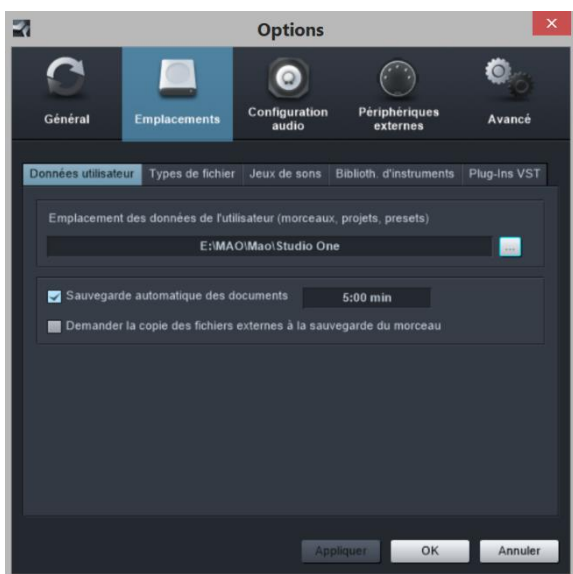 Options
Général
Emplacements
Configuration
audio
Périphériques
externes
Avancé
Données utilisateur
Types de fichier
Jeux de sons
Biblioth. d'instruments
Plug-Ins VST
Emplacement des données de l'utilisateur (morceaux, projets, presets)
E:\MAO\Mao\Studio One
...
Sauvegarde automatique des documents
5:00 min
Demander la copie des fichiers externes à la sauvegarde du morceau
Appliquer
OK
Annuler